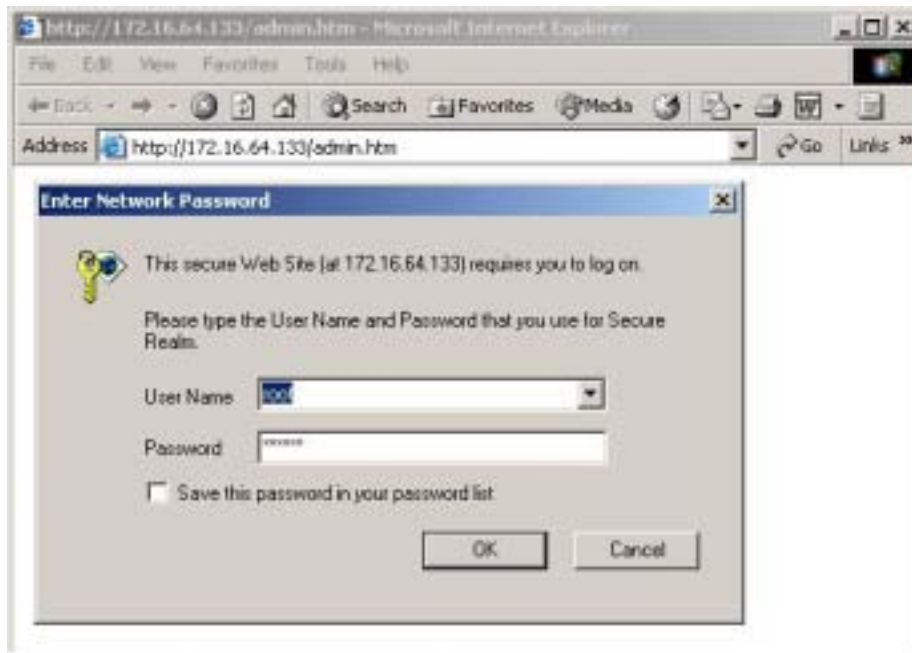 http://172.16.64.133/admin.htm - Microsoft Internet Explorer
File Edit View Favorites Tools Help
Back Search Favorites Media
Address http://172.16.64.133/admin.htm Go Links »
Enter Network Password
This secure Web Site (at 172.16.64.133) requires you to log on.
Please type the User Name and Password that you use for Secure
Realm.
User Name root
Password ******
Save this password in your password list
OK Cancel